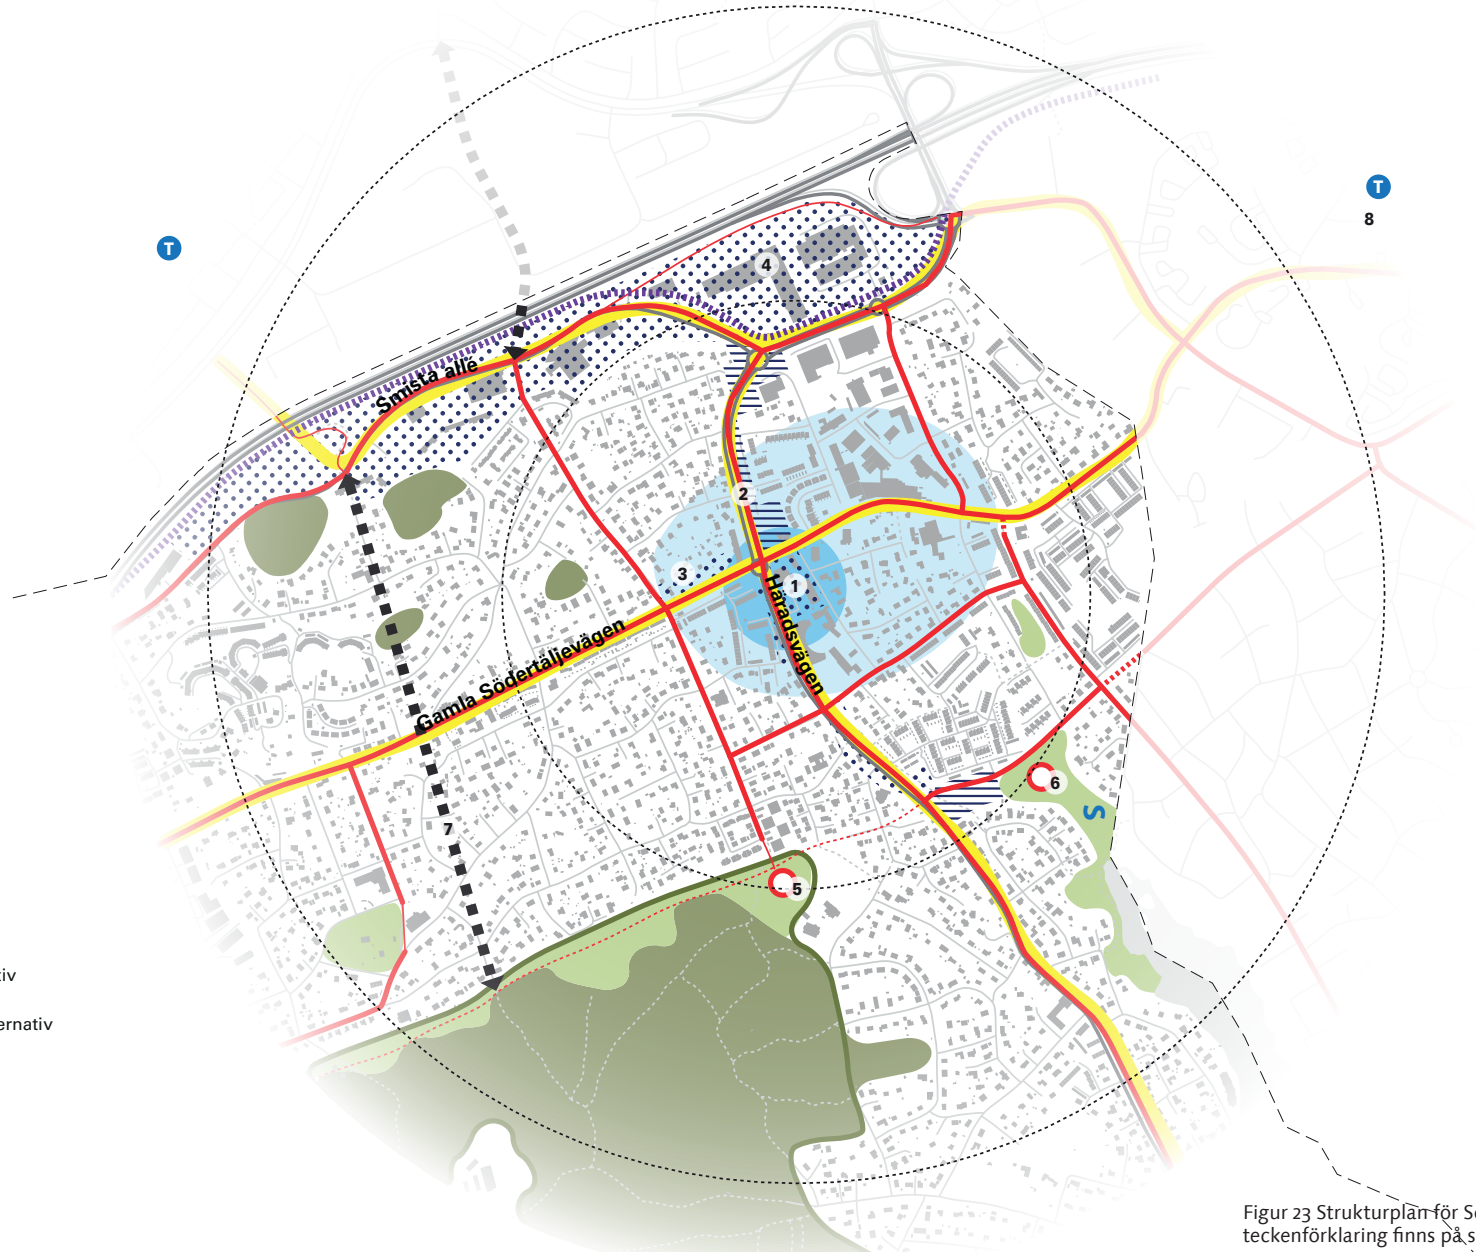 T
T
8
4
Smista allé
2
3
1
Häradsvägen
Gamla Södertäljevägen
6
S
7
5
tiv
ernativ
Figur 23 Strukturplan för S
teckenförklaring finns på s